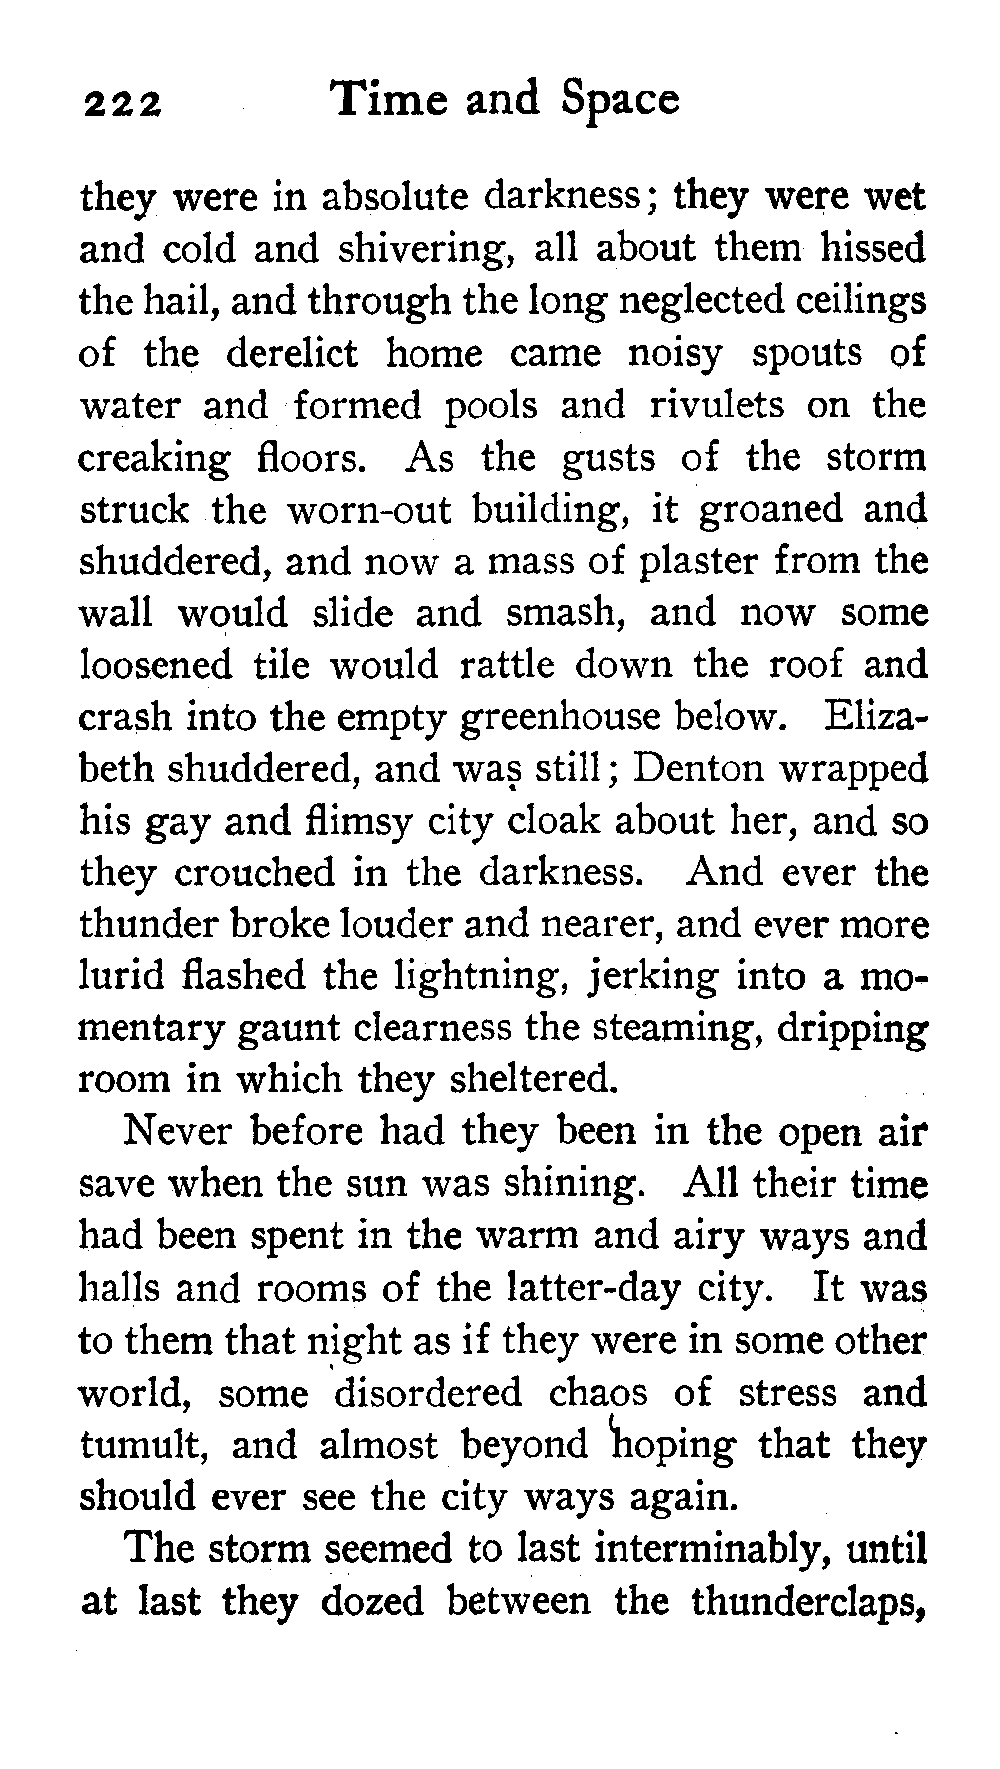 222 Time and Space
they were in absolute darkness; they were wet
and cold and shivering, all about them hissed
the hail, and through the long neglected ceilings
of the derelict home came noisy spouts of
water and formed pools and rivulets on the
creaking floors. As the gusts of the storm
struck the worn-out building, it groaned and
shuddered, and now a mass of plaster from the
wall would slide and smash, and now some
loosened tile would rattle down the roof and
crash into the empty greenhouse below. Eliza-
beth shuddered, and was still; Denton wrapped
his gay and flimsy city cloak about her, and so
they crouched in the darkness. And ever the
thunder broke louder and nearer, and ever more
lurid flashed the lightning, jerking into a mo-
mentary gaunt clearness the steaming, dripping
room in which they sheltered.
Never before had they been in the open air
save when the sun was shining. All their time
had been spent in the warm and airy ways and
halls and rooms of the latter-day city. It was
to them that night as if they were in some other
world, some disordered chaos of stress and
tumult, and almost beyond hoping that they
should ever see the city ways again.
The storm seemed to last interminably, until
at last they dozed between the thunderclaps,